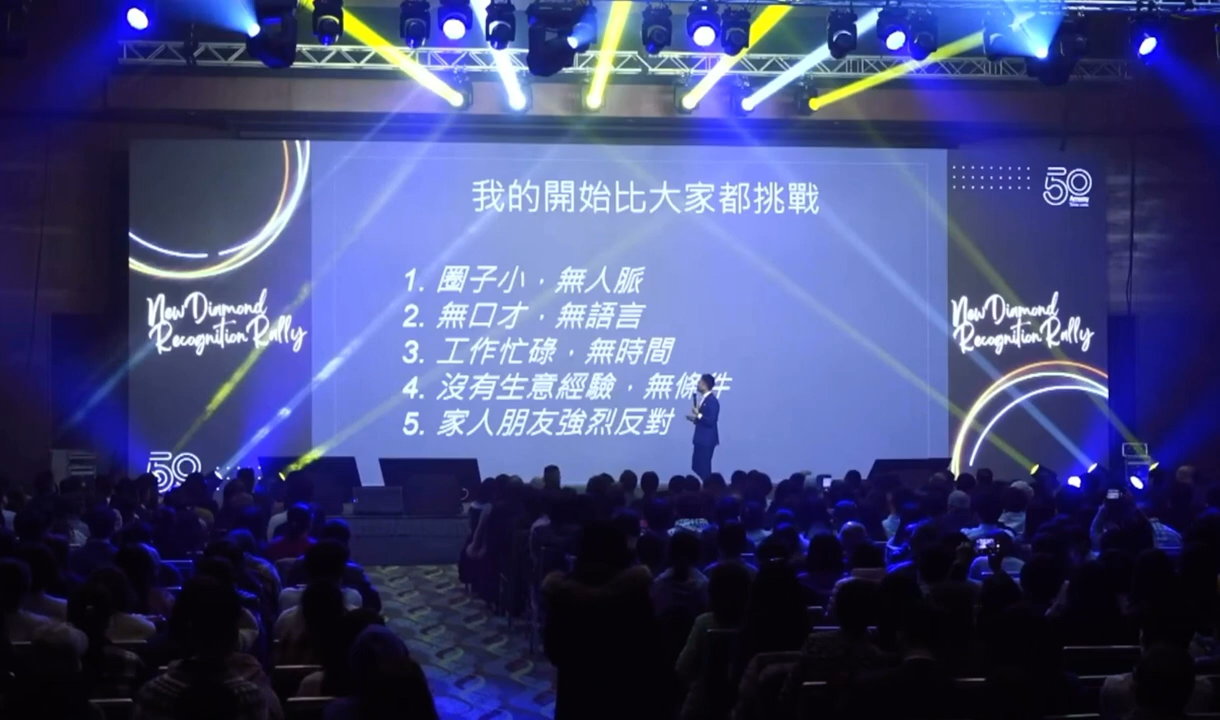 我的開始比大家都挑戰
1. 圈子小，無人脈
2. 無口才，無語言
3. 工作忙碌，無時間
4. 沒有生意經驗，無條件
5. 家人朋友強烈反對
New Diamond
Recognition Rally
50
50
Amway
New Diamond
Recognition Rally